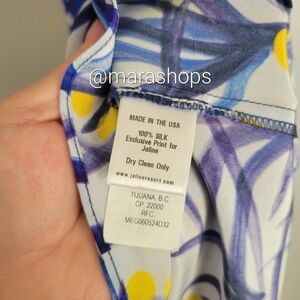 @marashops
MADE IN THE USA
100% SILK
Exclusive Print for
Jaline
Dry Clean Only
www.jalineresort.com
TIJUANA, B.C.
CP. 22000
RFC.
MEG060524D32